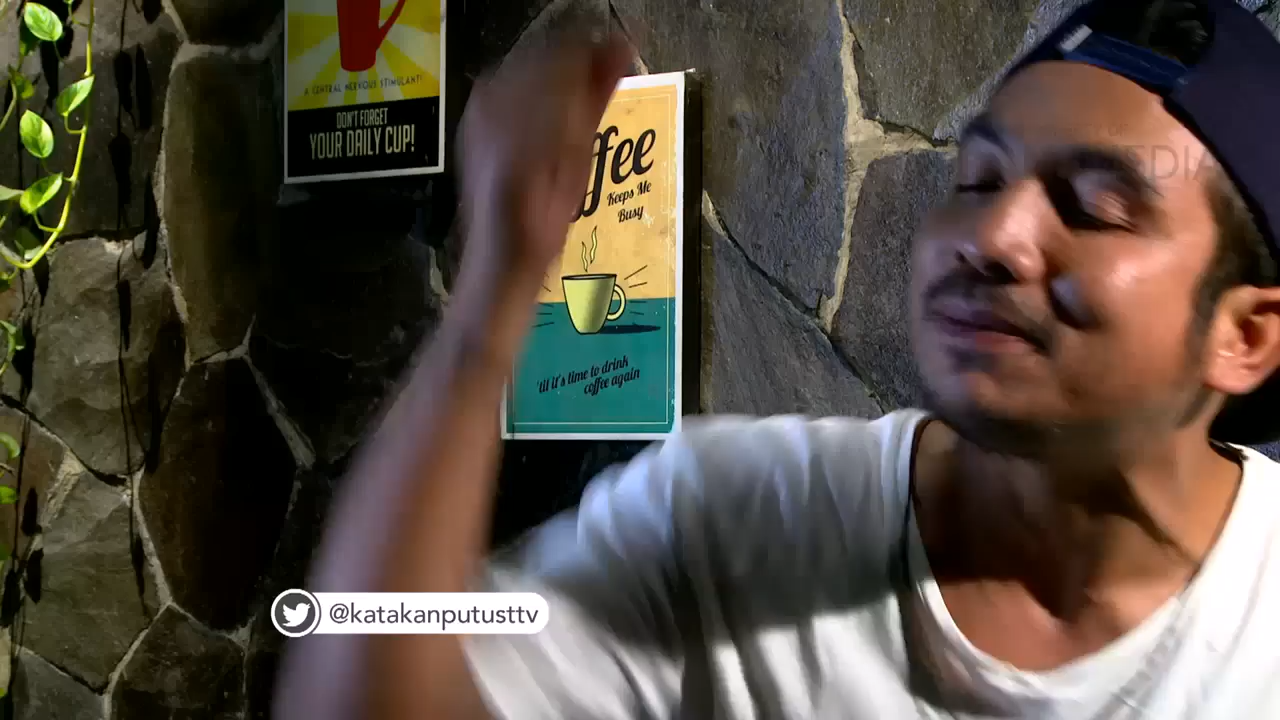 A CENTRAL NERVOUS STIMULANT!
DON'T FORGET
YOUR DAILY CUP!
ffee
Keeps Me
Busy
'til it's time to drink
coffee again
@katakanputusttv